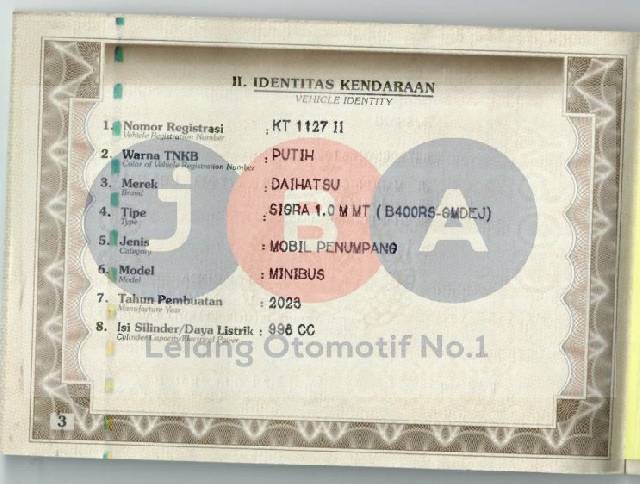 II. IDENTITAS KENDARAAN
VEHICLE IDENTITY
1. Nomor Registrasi : KT 1127 II
Vehicle Registration Number
2. Warna TNKB : PUTIH
Color of Vehicle Registration Number
3. Merek : DAIHATSU
Brand
4. Tipe : SIGRA 1.0 M MT ( B400RS-GMDEJ)
Type
5. Jenis : MOBIL PENUMPANG
Category
6. Model : MINIBUS
Model
7. Tahun Pembuatan : 2023
Manufacture Year
8. Isi Silinder/Daya Listrik : 998 CC
Cylinder Capacity/Electrical Power
JBA
Lelang Otomotif No.1
3